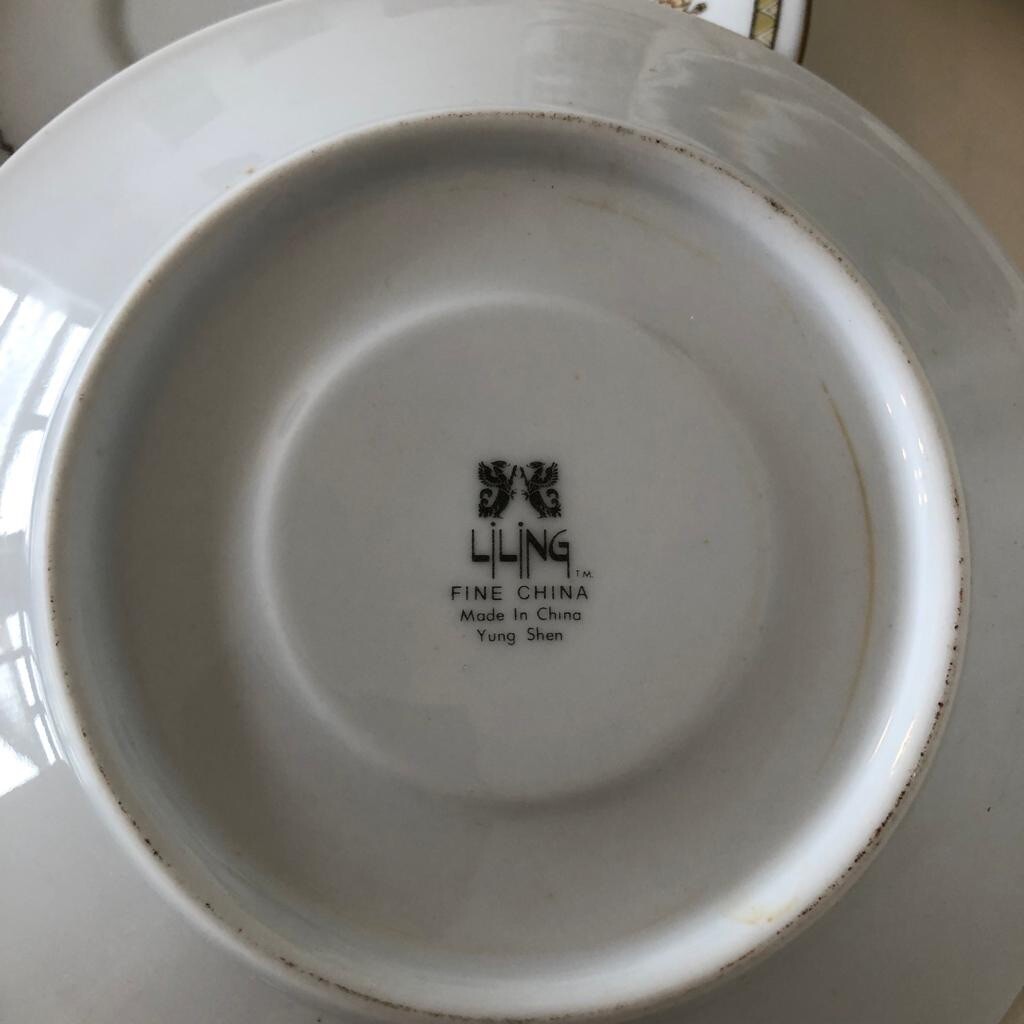 LiLiNG
TM.
FINE CHINA
Made In China
Yung Shen